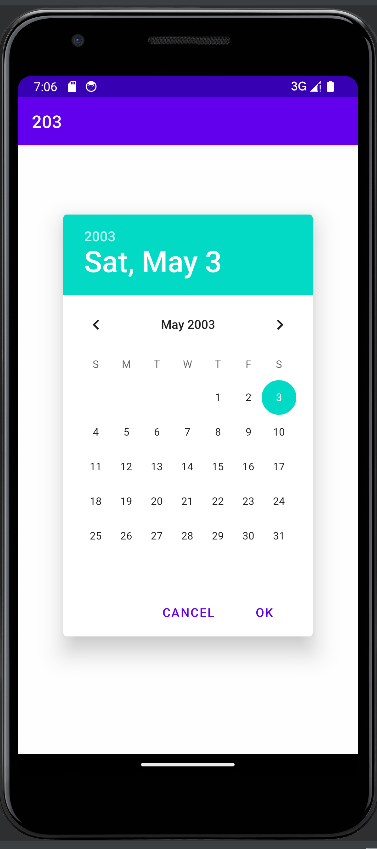 7:06 3G
203
2003
Sat, May 3
May 2003
S M T W T F S
1 2 3
4 5 6 7 8 9 10
11 12 13 14 15 16 17
18 19 20 21 22 23 24
25 26 27 28 29 30 31
CANCEL OK